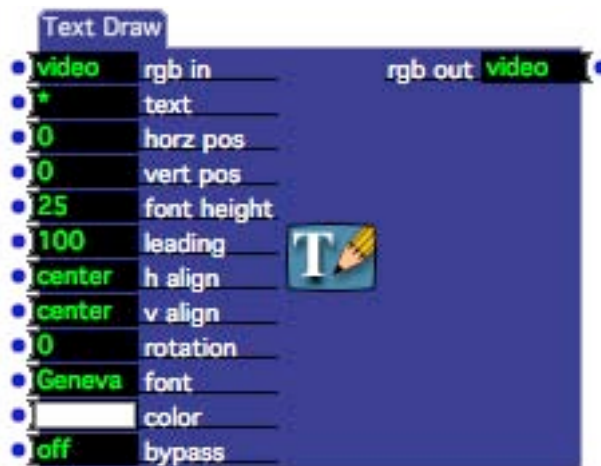 Text Draw
video rgb in rgb out video
* text
0 horz pos
0 vert pos
25 font height
100 leading
T
center h align
center v align
0 rotation
Geneva font
color
off bypass